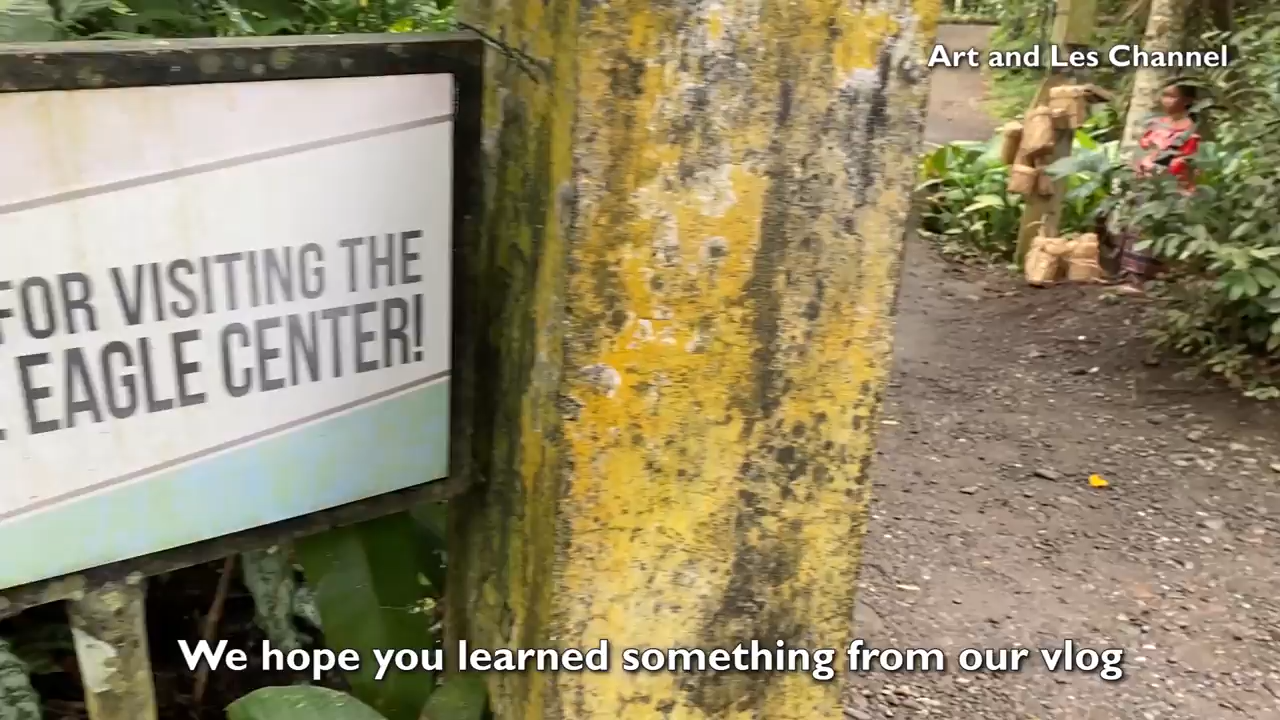 Art and Les Channel
FOR VISITING THE
EAGLE CENTER!
We hope you learned something from our vlog